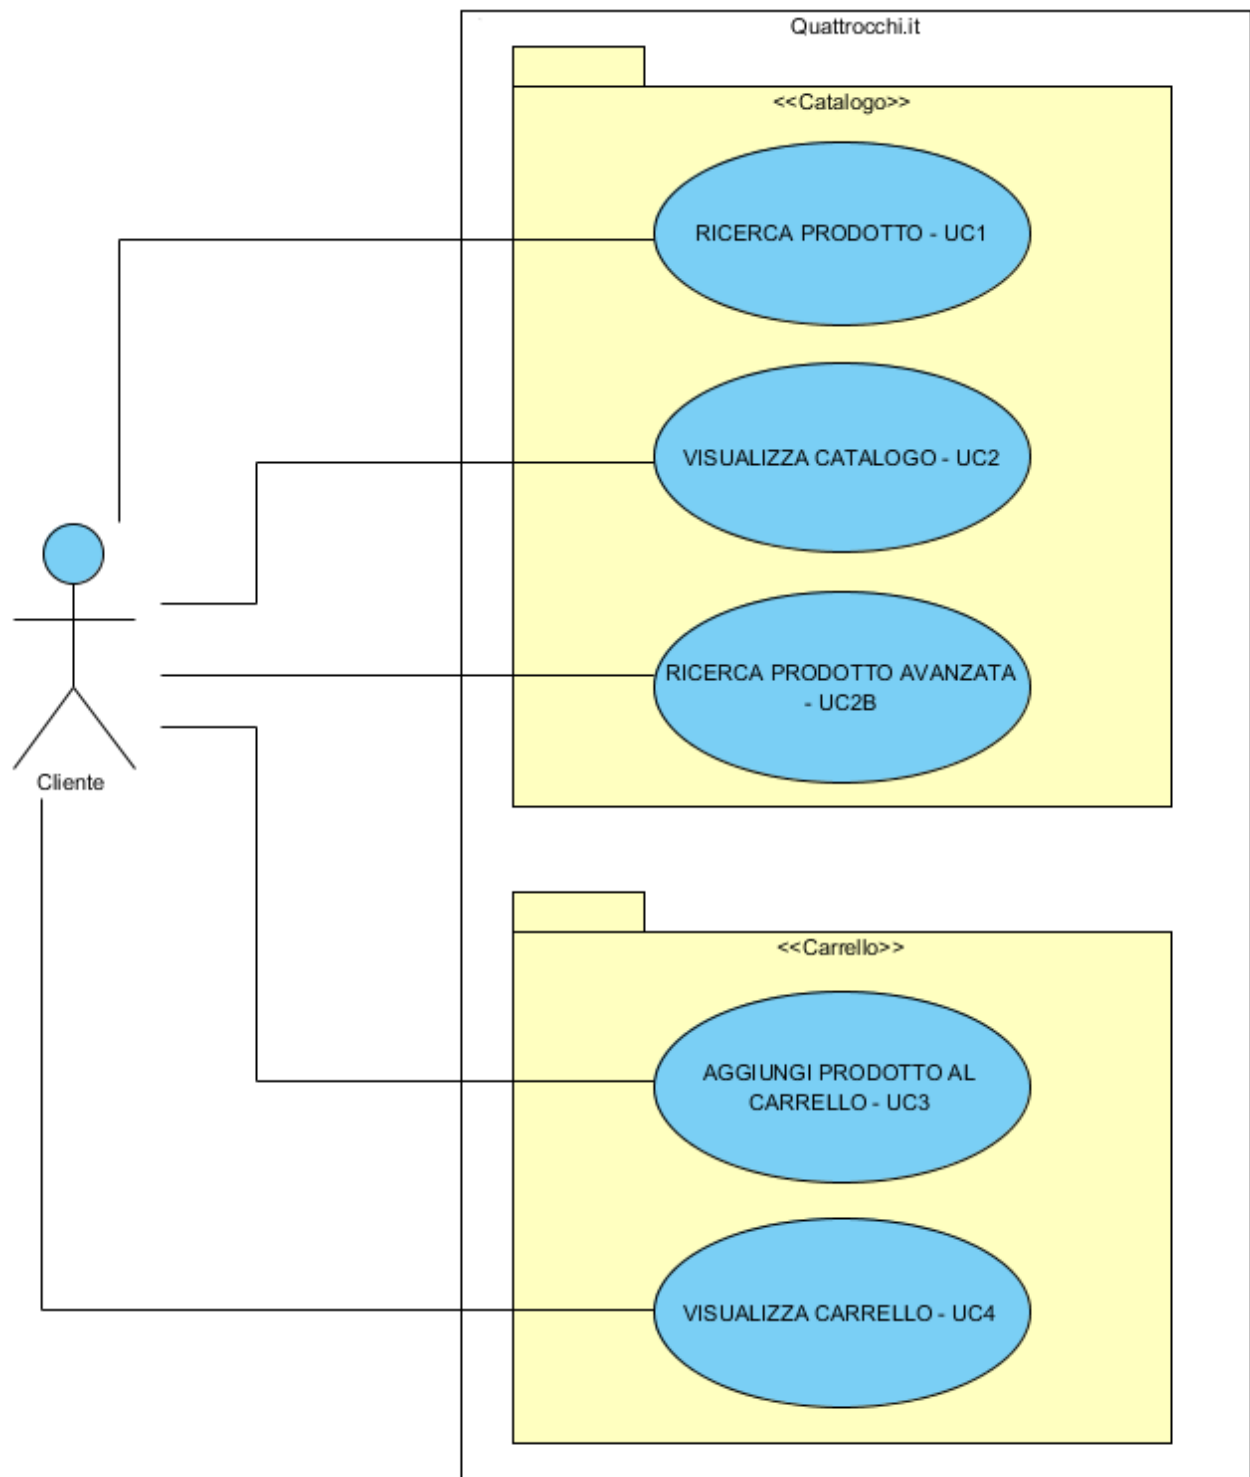 Quattrocchi.it
<<Catalogo>>
RICERCA PRODOTTO - UC1
VISUALIZZA CATALOGO - UC2
RICERCA PRODOTTO AVANZATA
- UC2B
Cliente
<<Carrello>>
AGGIUNGI PRODOTTO AL
CARRELLO - UC3
VISUALIZZA CARRELLO - UC4